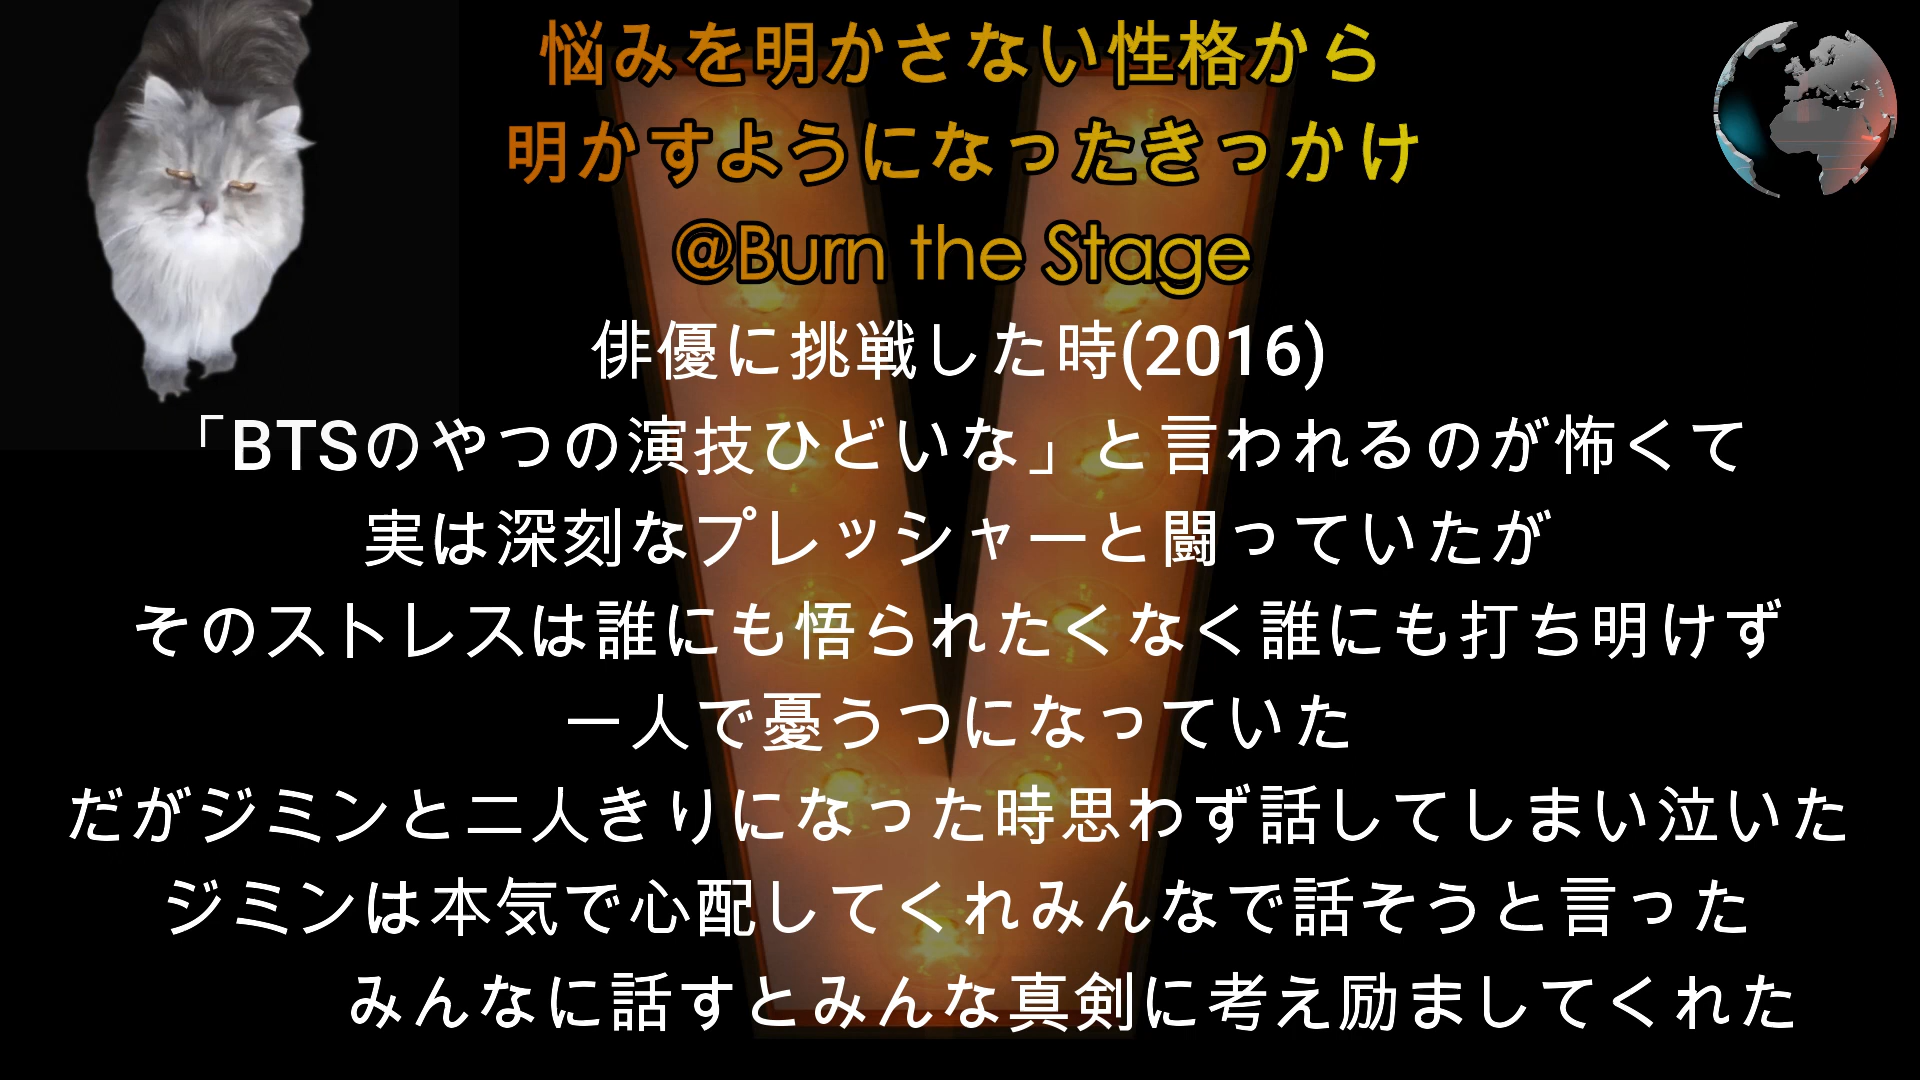 悩みを明かさない性格から
明かすようになったきっかけ
@Burn the Stage
俳優に挑戦した時(2016)
「BTSのやつの演技ひどいな」と言われるのが怖くて
実は深刻なプレッシャーと闘っていたが
そのストレスは誰にも悟られたくなく誰にも打ち明けず
一人で憂うつになっていた
だがジミンと二人きりになった時思わず話してしまい泣いた
ジミンは本気で心配してくれみんなで話そうと言った
みんなに話すとみんな真剣に考え励ましてくれた